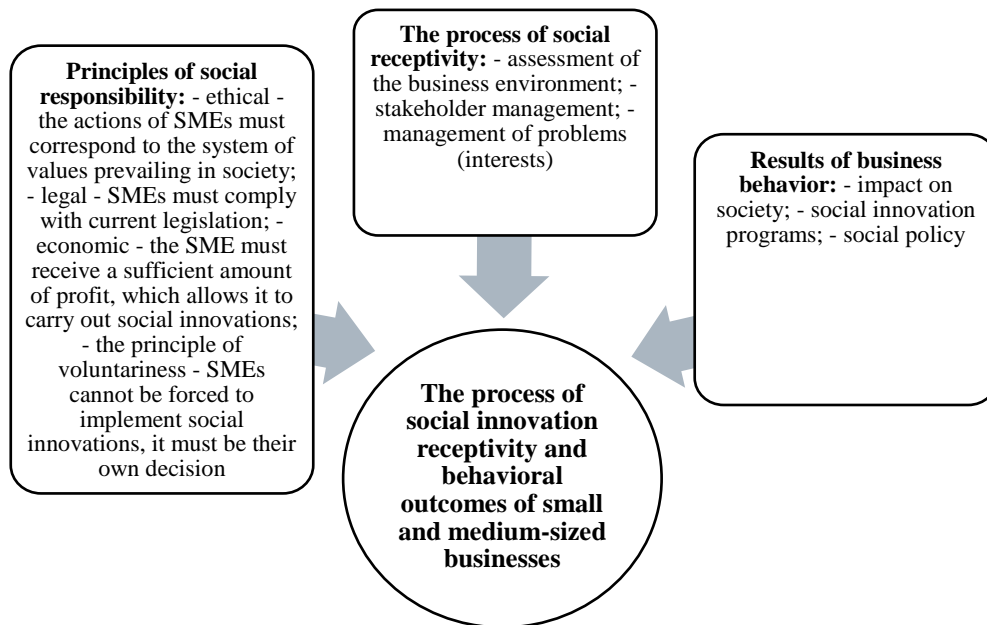 Principles of social
responsibility: - ethical -
the actions of SMEs must
correspond to the system of
values prevailing in society;
- legal - SMEs must comply
with current legislation; -
economic - the SME must
receive a sufficient amount
of profit, which allows it to
carry out social innovations;
- the principle of
voluntariness - SMEs
cannot be forced to
implement social
innovations, it must be their
own decision
The process of social
receptivity: - assessment of
the business environment; -
stakeholder management; -
management of problems
(interests)
Results of business
behavior: - impact on
society; - social innovation
programs; - social policy
The process of
social innovation
receptivity and
behavioral
outcomes of small
and medium-sized
businesses